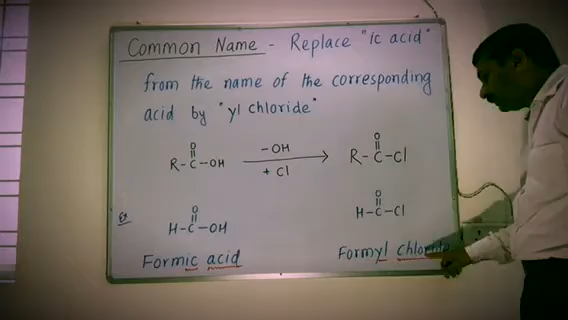 Common Name - Replace "ic acid"
from the name of the corresponding
acid by "yl chloride"
O
||
R-C-OH
-OH
+ Cl
O
||
R-C-Cl
Ex
O
||
H-C-OH
O
||
H-C-Cl
Formic acid
Formyl chloride